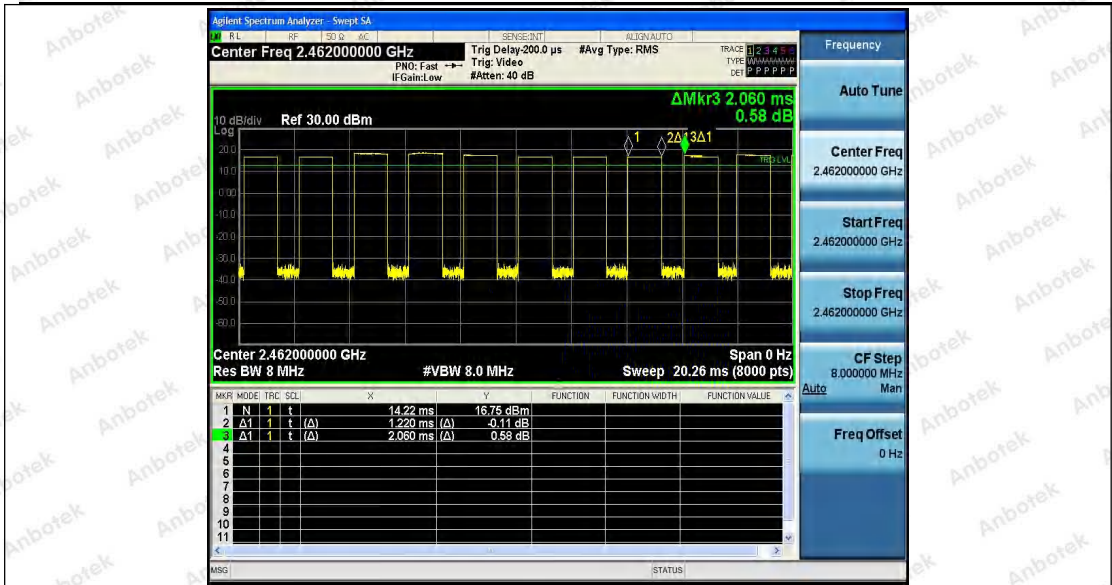 Agilent Spectrum Analyzer - Swept SA
RL RF 50 Ω AC SENSE:INT ALIGN AUTO
Center Freq 2.462000000 GHz
PNO: Fast
IFGain:Low
Trig Delay-200.0 µs
Trig: Video
#Atten: 40 dB
#Avg Type: RMS
TRACE 1 2 3 4 5 6
TYPE
DET P P P P P P
ΔMkr3 2.060 ms
0.58 dB
10 dB/div Ref 30.00 dBm
Log
1 2Δ1 3Δ1
20.0
TRIG LVL
10.0
0.00
-10.0
-20.0
-30.0
-40.0
-50.0
-60.0
Center 2.462000000 GHz Span 0 Hz
Res BW 8 MHz #VBW 8.0 MHz Sweep 20.26 ms (8000 pts)
MKR MODE TRC SCL X Y FUNCTION FUNCTION WIDTH FUNCTION VALUE
1 N 1 t 14.22 ms 16.75 dBm
2 Δ1 1 t (Δ) 1.220 ms (Δ) -0.11 dB
3 Δ1 1 t (Δ) 2.060 ms (Δ) 0.58 dB
4
5
6
7
8
9
10
11
MSG STATUS
Frequency
Auto Tune
Center Freq
2.462000000 GHz
Start Freq
2.462000000 GHz
Stop Freq
2.462000000 GHz
CF Step
8.000000 MHz
Auto Man
Freq Offset
0 Hz
Anbotek